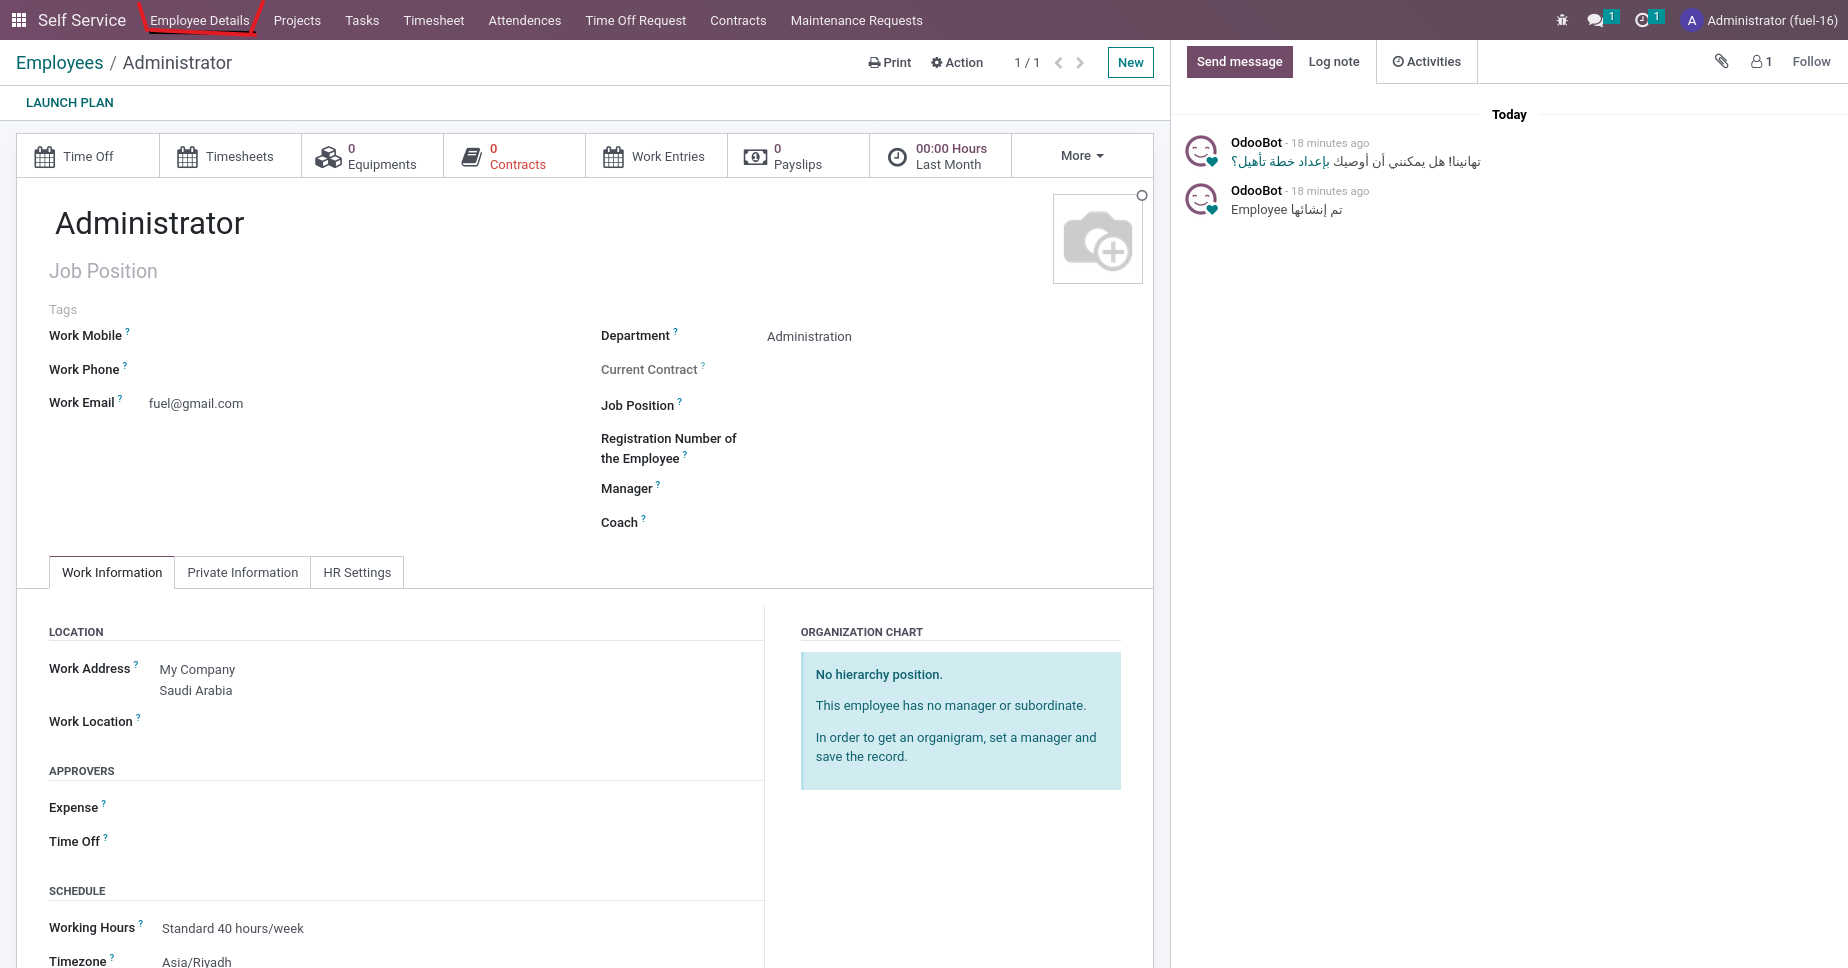 Self Service Employee Details Projects Tasks Timesheet Attendences Time Off Request Contracts Maintenance Requests 1 1 A Administrator (fuel-16)
Employees / Administrator Print Action 1 / 1 New
Send message Log note Activities 1 Follow
LAUNCH PLAN
Time Off
Timesheets
0
Equipments
0
Contracts
Work Entries
0
Payslips
00:00 Hours
Last Month
More
Administrator
Job Position
Tags
Work Mobile ?
Work Phone ?
Work Email ? fuel@gmail.com
Department ? Administration
Current Contract ?
Job Position ?
Registration Number of
the Employee ?
Manager ?
Coach ?
Work Information Private Information HR Settings
LOCATION
Work Address ? My Company
Saudi Arabia
Work Location ?
APPROVERS
Expense ?
Time Off ?
SCHEDULE
Working Hours ? Standard 40 hours/week
Timezone ? Asia/Riyadh
ORGANIZATION CHART
No hierarchy position.
This employee has no manager or subordinate.
In order to get an organigram, set a manager and
save the record.
Today
OdooBot - 18 minutes ago
تهانينا! هل يمكنني أن أوصيك بإعداد خطة تأهيل؟
OdooBot - 18 minutes ago
Employee تم إنشائها